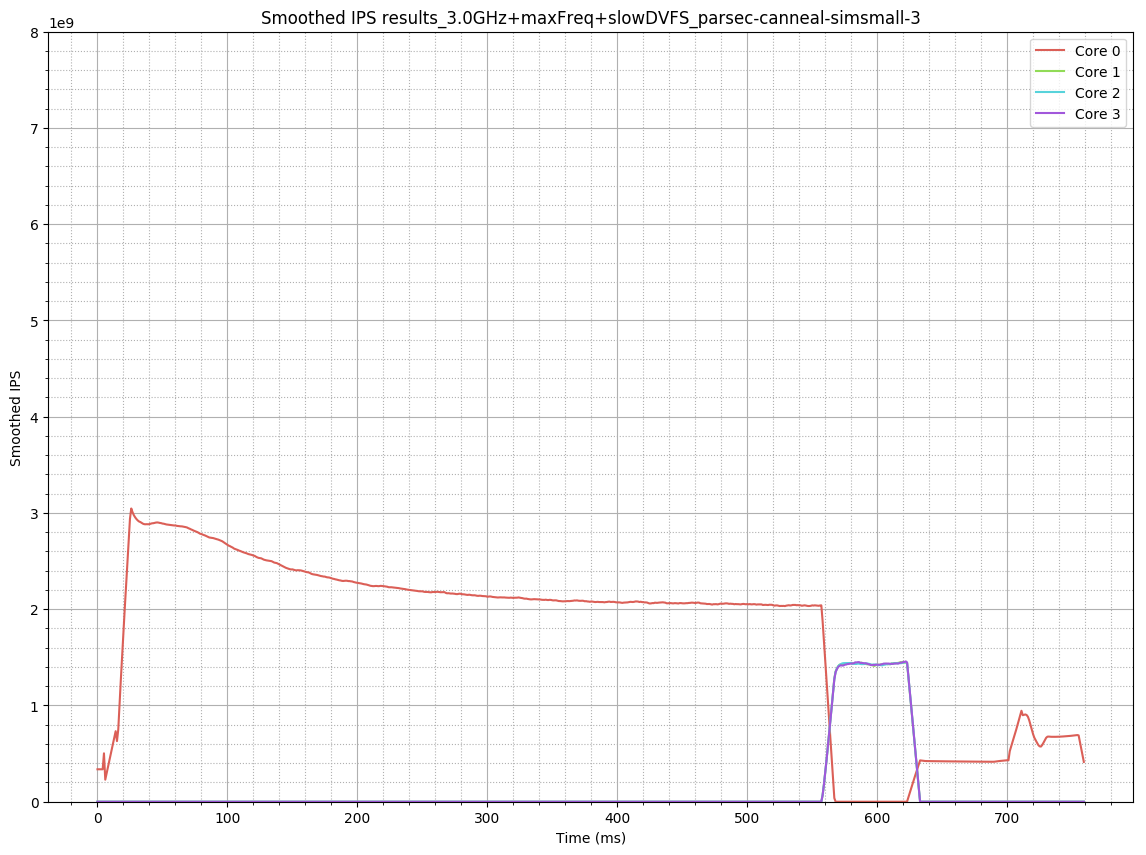 Smoothed IPS results_3.0GHz+maxFreq+slowDVFS_parsec-canneal-simsmall-3
1e9
8
7
6
5
4
3
2
1
0
Smoothed IPS
Core 0
Core 1
Core 2
Core 3
0 100 200 300 400 500 600 700
Time (ms)